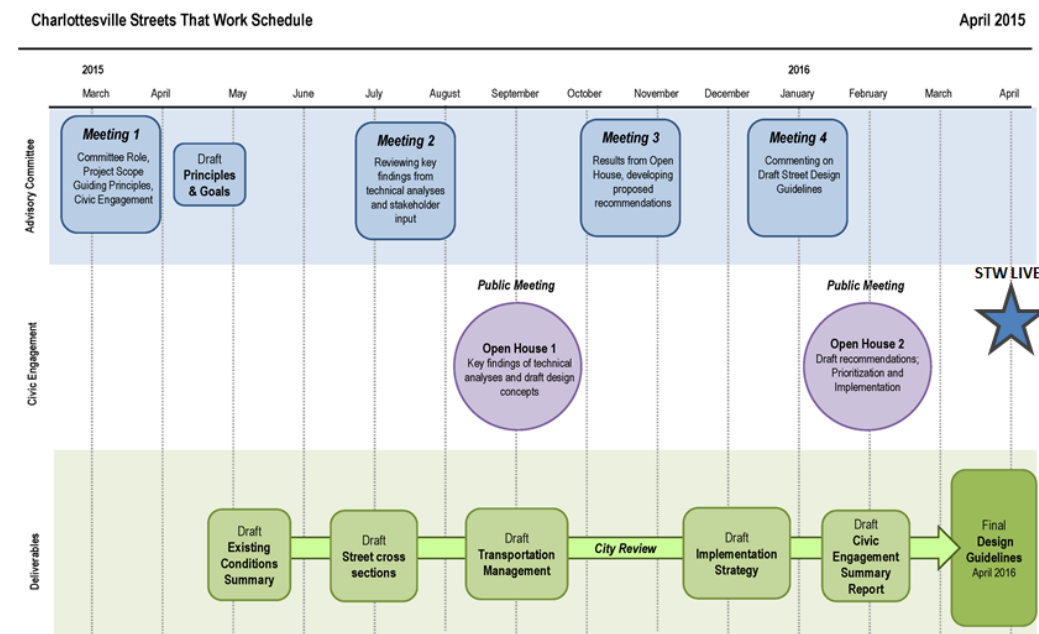 Charlottesville Streets That Work Schedule
April 2015
2015
2016
March April May June July August September October November December January February March April
Advisory Committee
Meeting 1
Committee Role,
Project Scope
Guiding Principles,
Civic Engagement
Draft
Principles
& Goals
Meeting 2
Reviewing key
findings from
technical analyses
and stakeholder
input
Meeting 3
Results from Open
House, developing
proposed
recommendations
Meeting 4
Commenting on
Draft Street Design
Guidelines
Civic Engagement
Public Meeting
Open House 1
Key findings of technical
analyses and draft design
concepts
Public Meeting
Open House 2
Draft recommendations;
Prioritization and
Implementation
STW LIVE
Deliverables
Draft
Existing
Conditions
Summary
Draft
Street cross
sections
Draft
Transportation
Management
City Review
Draft
Implementation
Strategy
Draft
Civic
Engagement
Summary
Report
Final
Design
Guidelines
April 2016